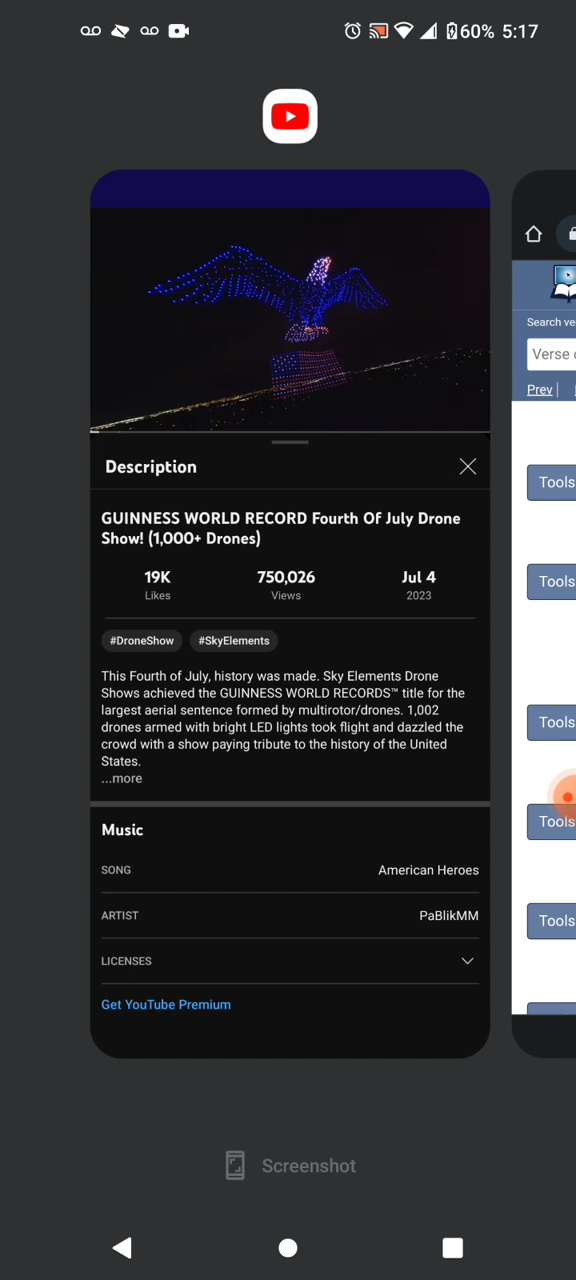 60% 5:17
Description
GUINNESS WORLD RECORD Fourth Of July Drone
Show! (1,000+ Drones)
19K 750,026 Jul 4
Likes Views 2023
#DroneShow #SkyElements
This Fourth of July, history was made. Sky Elements Drone
Shows achieved the GUINNESS WORLD RECORDS™ title for the
largest aerial sentence formed by multirotor/drones. 1,002
drones armed with bright LED lights took flight and dazzled the
crowd with a show paying tribute to the history of the United
States.
...more
Music
SONG American Heroes
ARTIST PaBlikMM
LICENSES
Get YouTube Premium
Search ve
Verse
Prev |
Tools
Tools
Tools
Tools
Tools
Screenshot